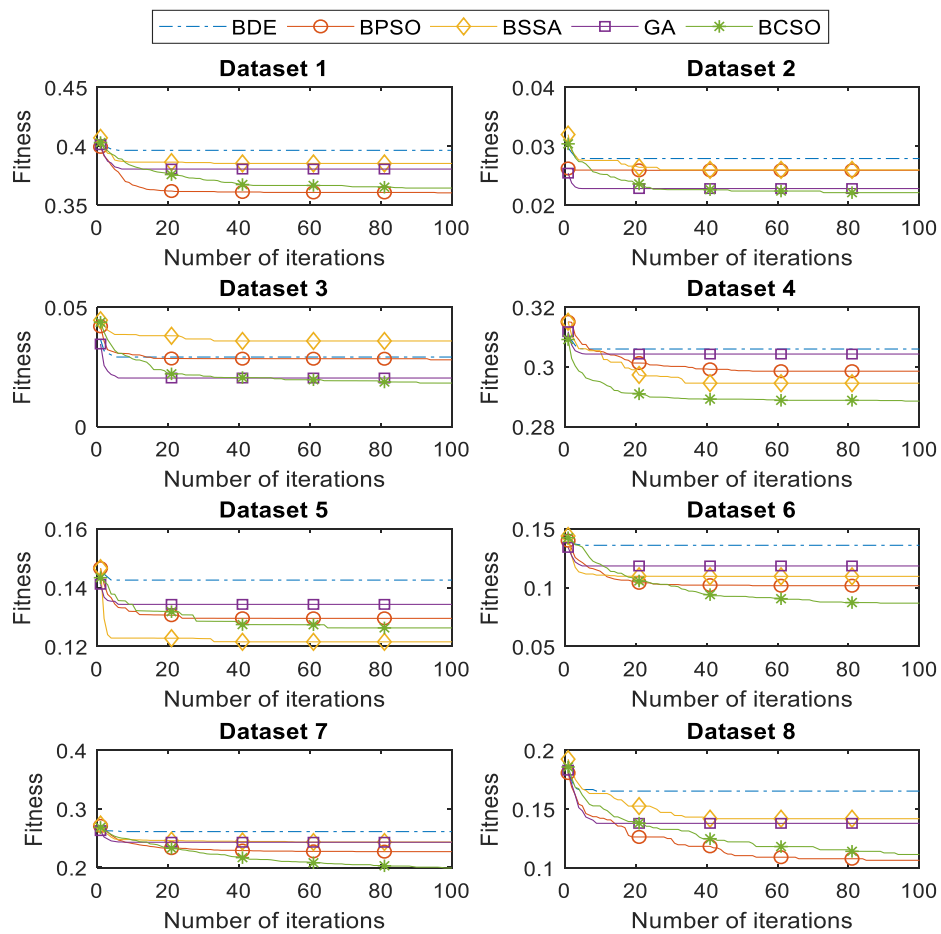 BDE BPSO BSSA GA BCSO
Dataset 1
Fitness
0.45
0.4
0.35
0 20 40 60 80 100
Number of iterations
Dataset 2
Fitness
0.04
0.03
0.02
0 20 40 60 80 100
Number of iterations
Dataset 3
Fitness
0.05
0
0 20 40 60 80 100
Number of iterations
Dataset 4
Fitness
0.32
0.3
0.28
0 20 40 60 80 100
Number of iterations
Dataset 5
Fitness
0.16
0.14
0.12
0 20 40 60 80 100
Number of iterations
Dataset 6
Fitness
0.15
0.1
0.05
0 20 40 60 80 100
Number of iterations
Dataset 7
Fitness
0.4
0.3
0.2
0 20 40 60 80 100
Number of iterations
Dataset 8
Fitness
0.2
0.15
0.1
0 20 40 60 80 100
Number of iterations